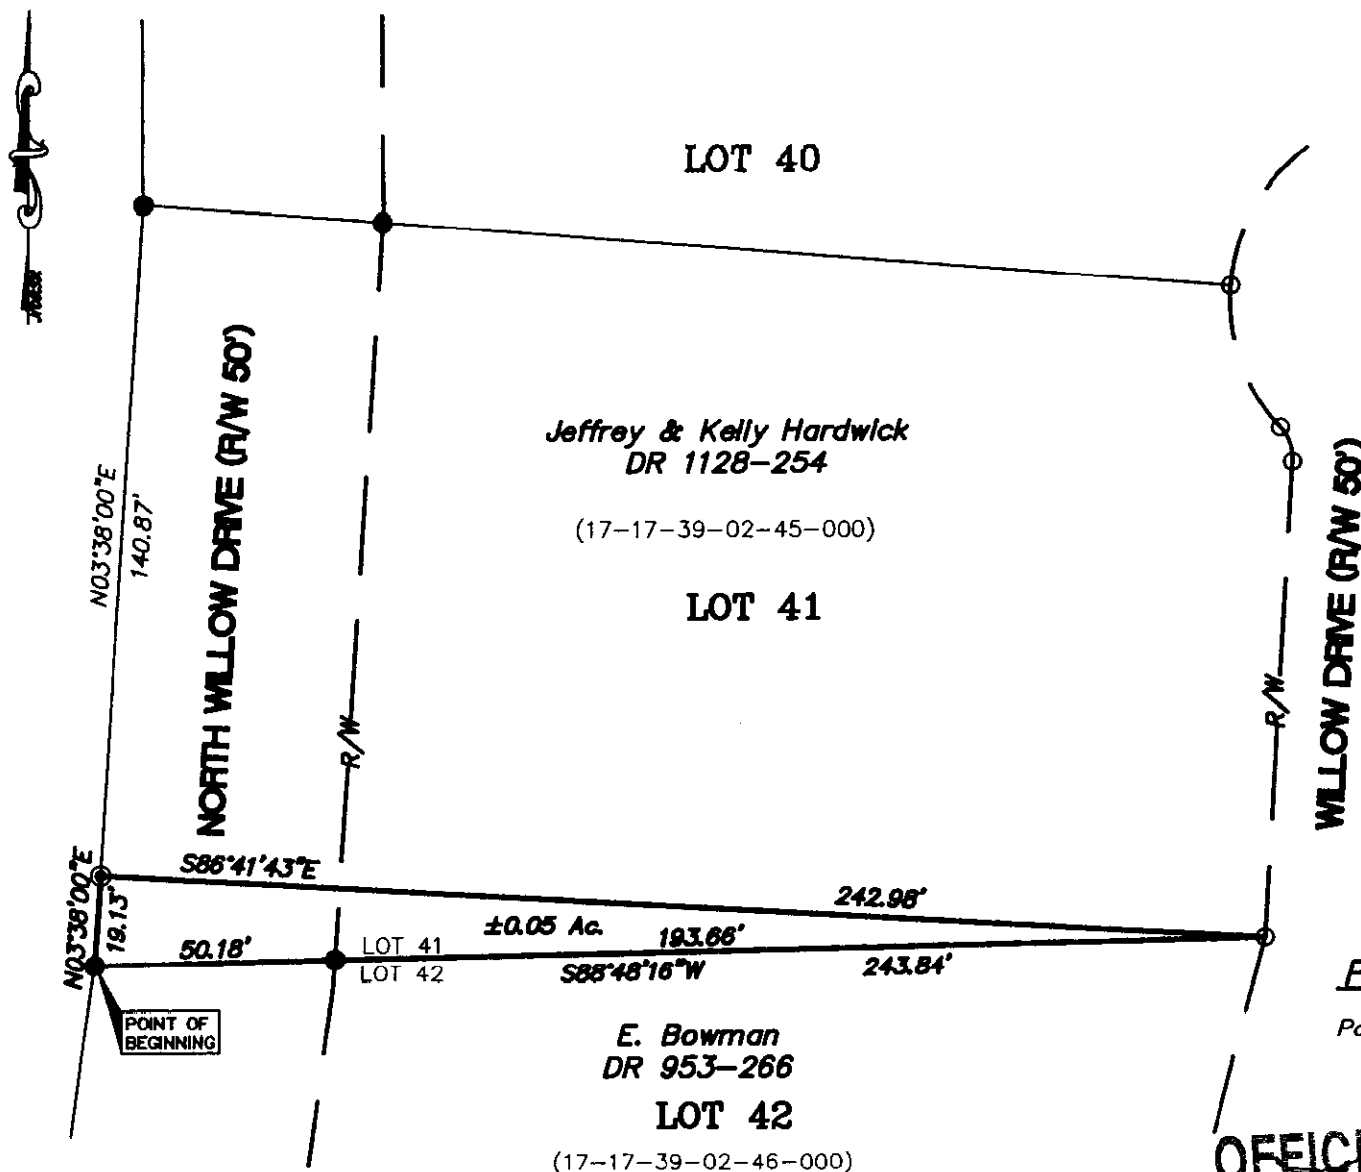 LOT 40
NORTH WILLOW DRIVE (R/W 50')
N03°38'00"E
140.87'
Jeffrey & Kelly Hardwick
DR 1128-254
(17-17-39-02-45-000)
LOT 41
WILLOW DRIVE (R/W 50')
R/W
R/W
N03°38'00"E
19.13'
S86°41'43"E
242.98'
±0.05 Ac.
193.66'
50.18'
LOT 41
LOT 42
S88°48'16"W
243.84'
POINT OF
BEGINNING
E. Bowman
DR 953-266
LOT 42
(17-17-39-02-46-000)